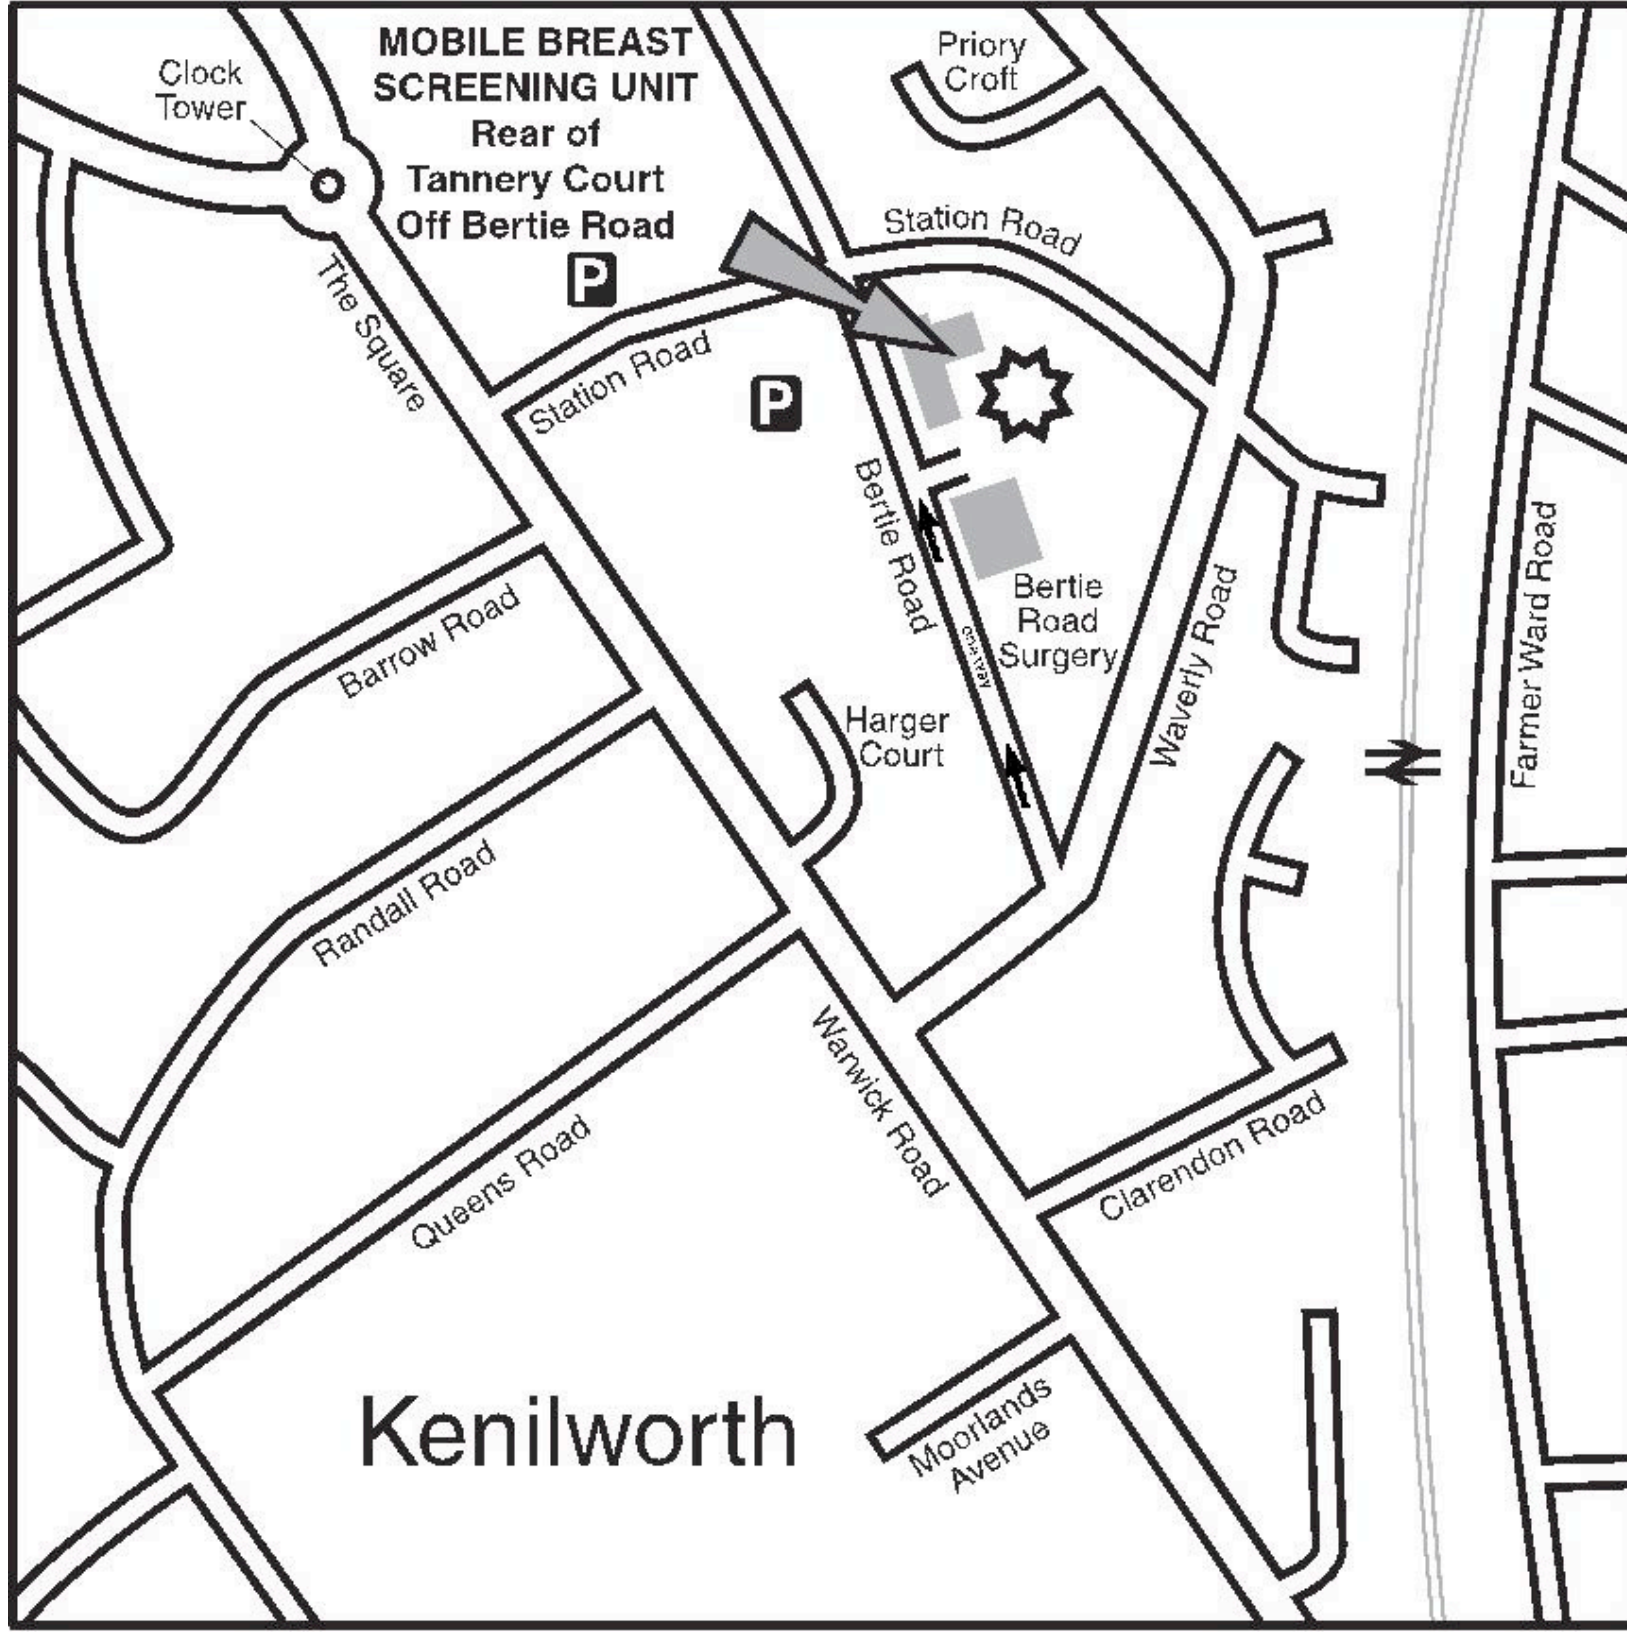 MOBILE BREAST
SCREENING UNIT
Rear of
Tannery Court
Off Bertie Road
Clock
Tower
Priory
Croft
Station Road
P
The Square
Station Road
P
Bertie Road
one way
Bertie
Road
Surgery
Waverly Road
Farmer Ward Road
Barrow Road
Harger
Court
Randall Road
Warwick Road
Queens Road
Clarendon Road
Moorlands
Avenue
Kenilworth